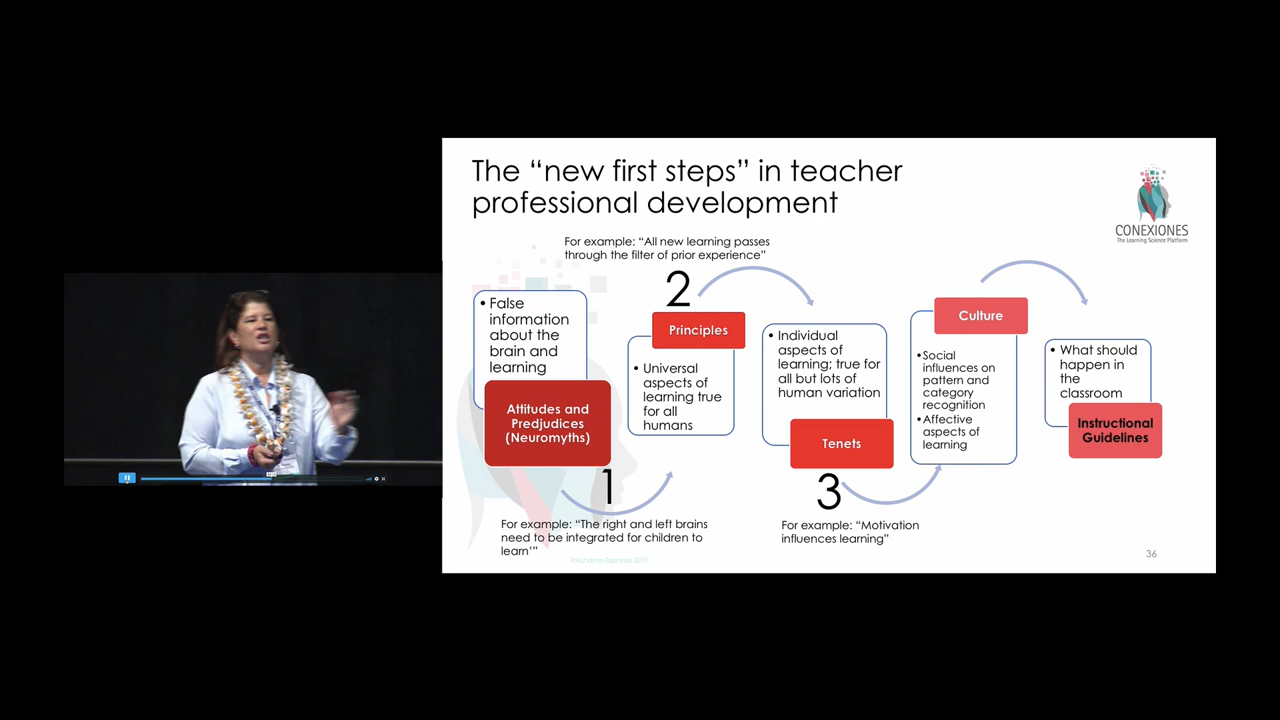 The “new first steps” in teacher
professional development
CONEXIONES
The Learning Science Platform
For example: “All new learning passes
through the filter of prior experience”
2
• False
information
about the
brain and
learning
Attitudes and
Predjudices
(Neuromyths)
1
For example: “The right and left brains
need to be integrated for children to
learn’”
Principles
• Universal
aspects of
learning true
for all
humans
• Individual
aspects of
learning; true for
all but lots of
human variation
Tenets
3
For example: “Motivation
influences learning”
Culture
•Social
influences on
pattern and
category
recognition
•Affective
aspects of
learning
• What should
happen in
the
classroom
Instructional
Guidelines
Tokuhama-Espinosa 2017
36